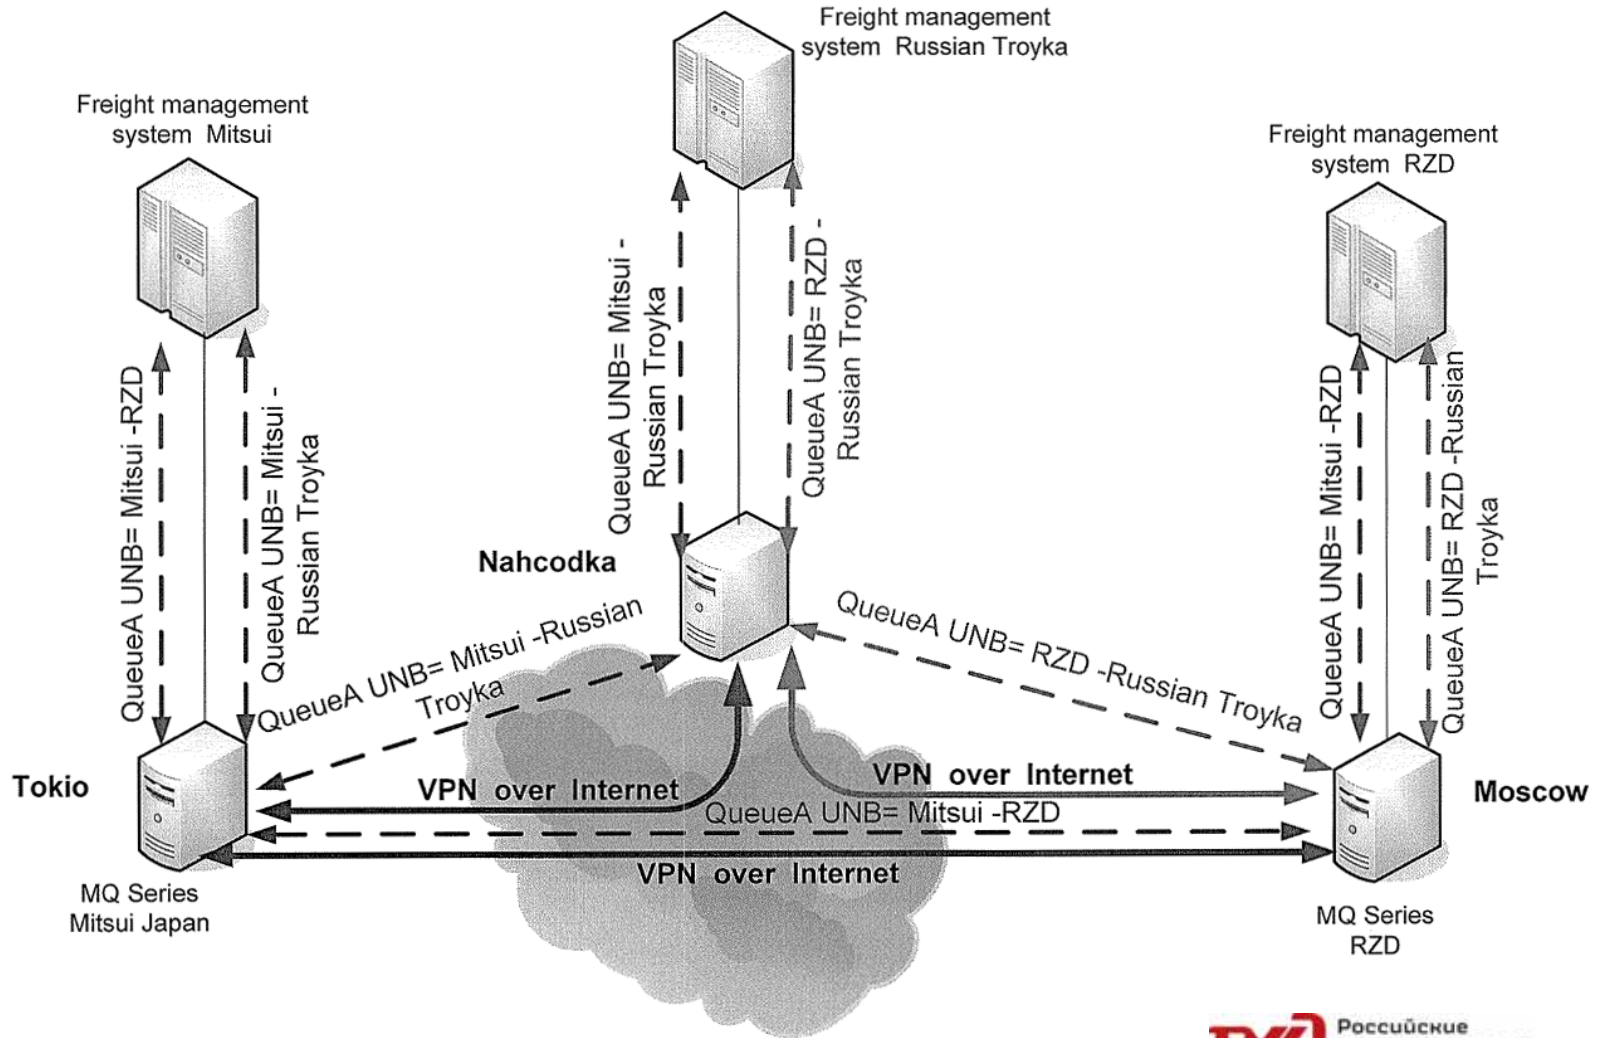 Freight management
system Russian Troyka
Freight management
system Mitsui
Freight management
system RZD
QueueA UNB= Mitsui -RZD
QueueA UNB= Mitsui -
Russian Troyka
QueueA UNB= Mitsui -
Russian Troyka
QueueA UNB= RZD -
Russian Troyka
QueueA UNB= Mitsui -RZD
QueueA UNB= RZD -Russian
Troyka
Nahcodka
QueueA UNB= Mitsui -Russian
Troyka
QueueA UNB= RZD -Russian Troyka
Tokio
VPN over Internet
VPN over Internet
Moscow
QueueA UNB= Mitsui -RZD
VPN over Internet
MQ Series
Mitsui Japan
MQ Series
RZD
Российские